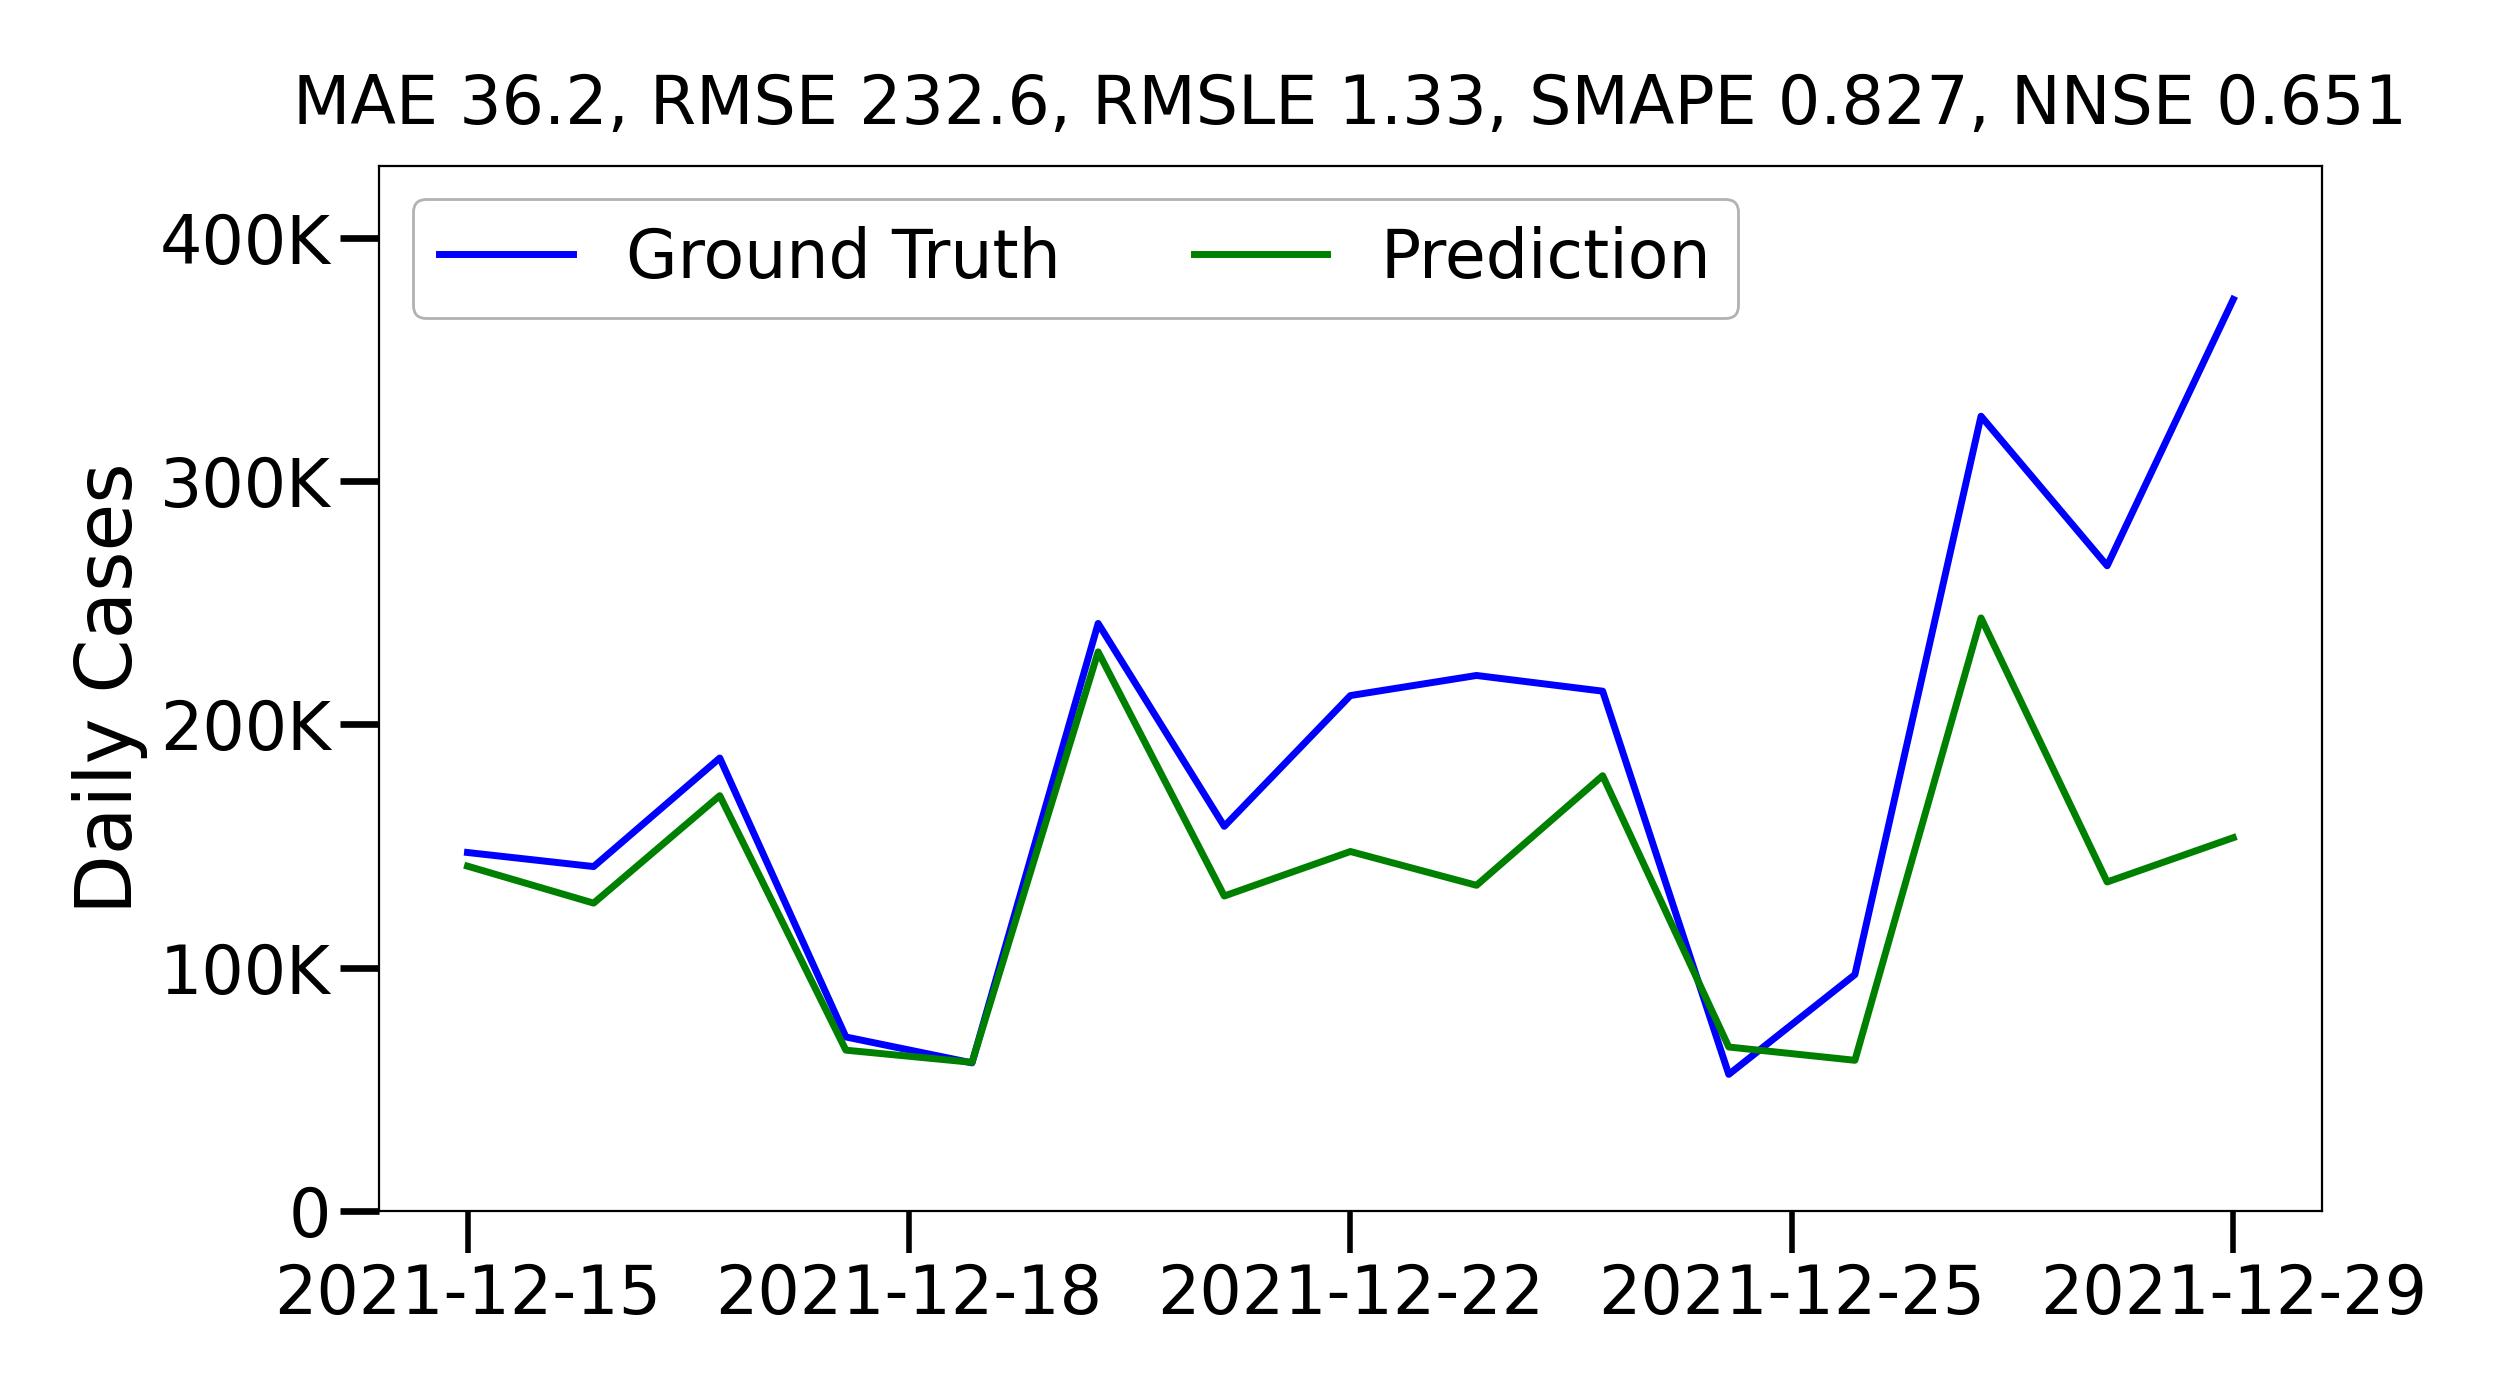 MAE 36.2, RMSE 232.6, RMSLE 1.33, SMAPE 0.827, NNSE 0.651
Ground Truth Prediction
Daily Cases
400K
300K
200K
100K
0
2021-12-15 2021-12-18 2021-12-22 2021-12-25 2021-12-29